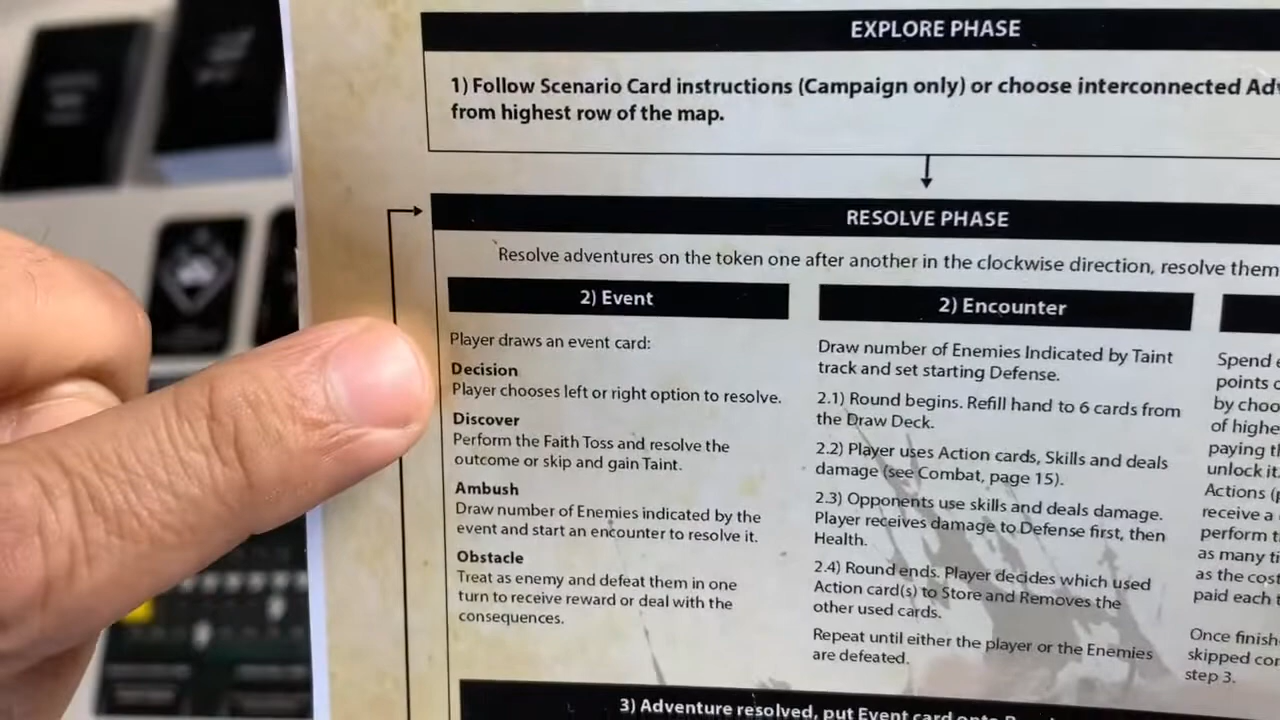 EXPLORE PHASE
1) Follow Scenario Card instructions (Campaign only) or choose interconnected
from highest row of the map.
RESOLVE PHASE
Resolve adventures on the token one after another in the clockwise direction, resolve them
2) Event
Player draws an event card:
Decision
Player chooses left or right option to resolve.
Discover
Perform the Faith Toss and resolve the
outcome or skip and gain Taint.
Ambush
Draw number of Enemies indicated by the
event and start an encounter to resolve it.
Obstacle
Treat as enemy and defeat them in one
turn to receive reward or deal with the
consequences.
2) Encounter
Draw number of Enemies Indicated by Taint
track and set starting Defense.
2.1) Round begins. Refill hand to 6 cards from
the Draw Deck.
2.2) Player uses Action cards, Skills and deals
damage (see Combat, page 15).
2.3) Opponents use skills and deals damage.
Player receives damage to Defense first, then
Health.
2.4) Round ends. Player decides which used
Action card(s) to Store and Removes the
other used cards.
Repeat until either the player or the Enemies
are defeated.
Spend
points
by
of
paying
unlock it.
Actions
receive a
perform
as many
as the
paid each
Once
skipped
step 3.
3) Adventure resolved, put Event card